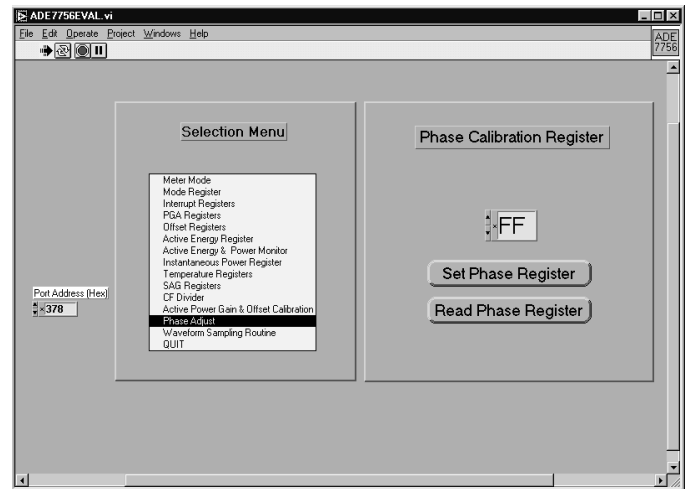 ADE7756EVAL.vi
File Edit Operate Project Windows Help
ADE
7756
Selection Menu
Meter Mode
Mode Register
Interrupt Registers
PGA Registers
Offset Registers
Active Energy Register
Active Energy & Power Monitor
Instantaneous Power Register
Temperature Registers
SAG Registers
CF Divider
Active Power Gain & Offset Calibration
Phase Adjust
Waveform Sampling Routine
QUIT
Port Address (Hex)
×378
Phase Calibration Register
×FF
Set Phase Register
Read Phase Register